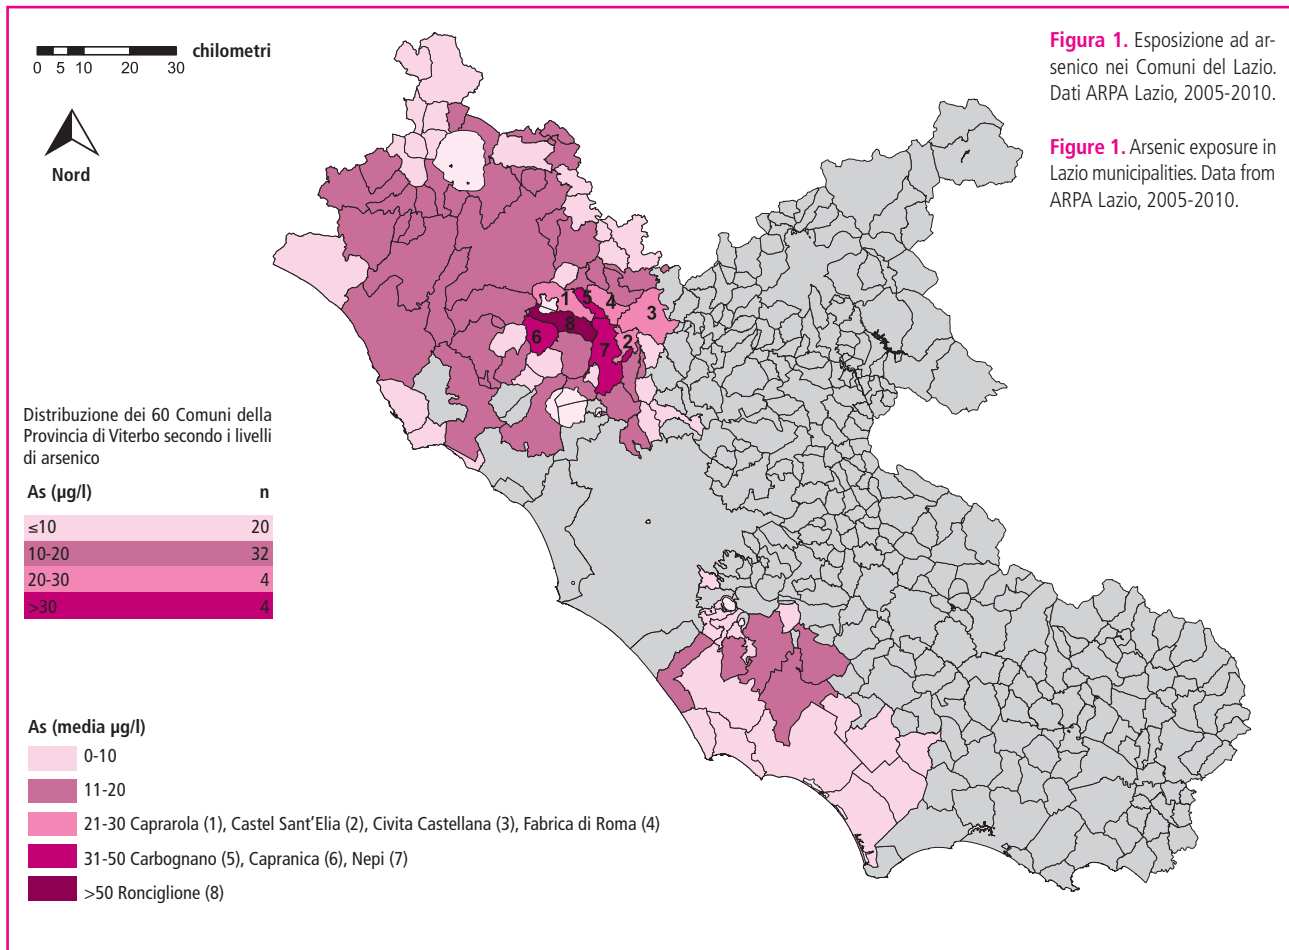 chilometri
0 5 10 20 30
Nord
Figura 1. Esposizione ad ar-
senico nei Comuni del Lazio.
Dati ARPA Lazio, 2005-2010.
Figure 1. Arsenic exposure in
Lazio municipalities. Data from
ARPA Lazio, 2005-2010.
1
5
4
3
8
6
7
2
Distribuzione dei 60 Comuni della
Provincia di Viterbo secondo i livelli
di arsenico
As (µg/l) n
≤10 20
10-20 32
20-30 4
>30 4
As (media µg/l)
0-10
11-20
21-30 Caprarola (1), Castel Sant’Elia (2), Civita Castellana (3), Fabrica di Roma (4)
31-50 Carbognano (5), Capranica (6), Nepi (7)
>50 Ronciglione (8)